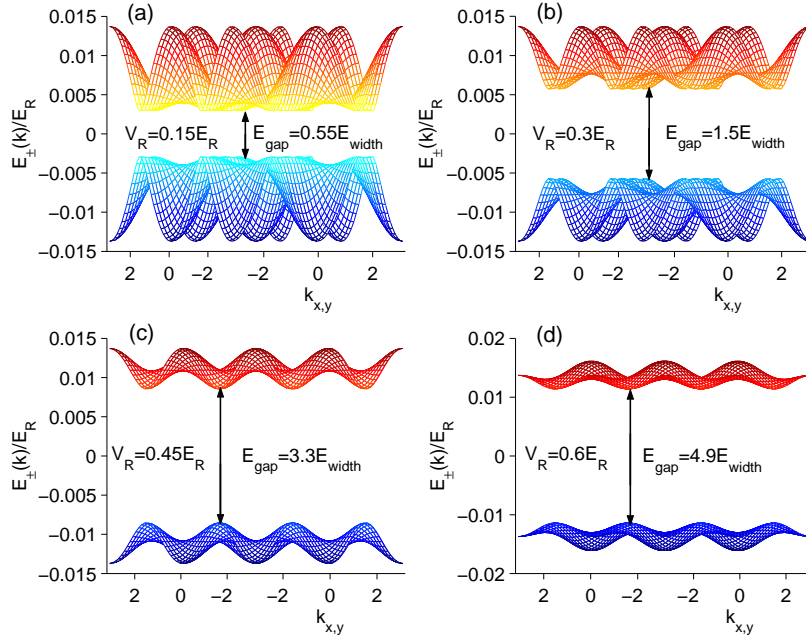 (a)
0.015
0.01
0.005
0
−0.005
−0.01
−0.015
E±(k)/ER
VR=0.15ER
Egap=0.55Ewidth
2 0 −2 −2 0 2
kx,y
(b)
0.015
0.01
0.005
0
−0.005
−0.01
−0.015
E±(k)/ER
VR=0.3ER
Egap=1.5Ewidth
2 0 −2 −2 0 2
kx,y
(c)
0.015
0.01
0.005
0
−0.005
−0.01
−0.015
E±(k)/ER
VR=0.45ER
Egap=3.3Ewidth
2 0 −2 0 2
kx,y
(d)
0.02
0.01
0
−0.01
−0.02
E±(k)/ER
VR=0.6ER
Egap=4.9Ewidth
2 0 −2 0 2
kx,y